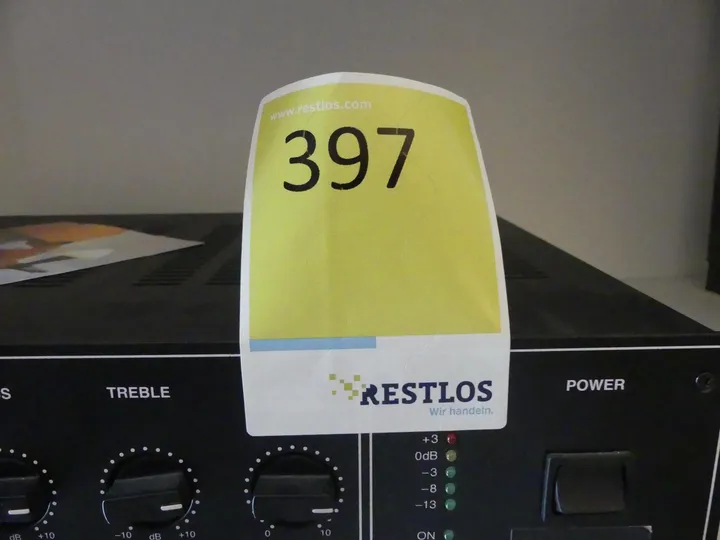 www.restlos.com
397
RESTLOS
Wir handeln.
S
TREBLE
POWER
+3
0dB
-3
-8
-13
ON
dB +10
-10 dB +10
0 10